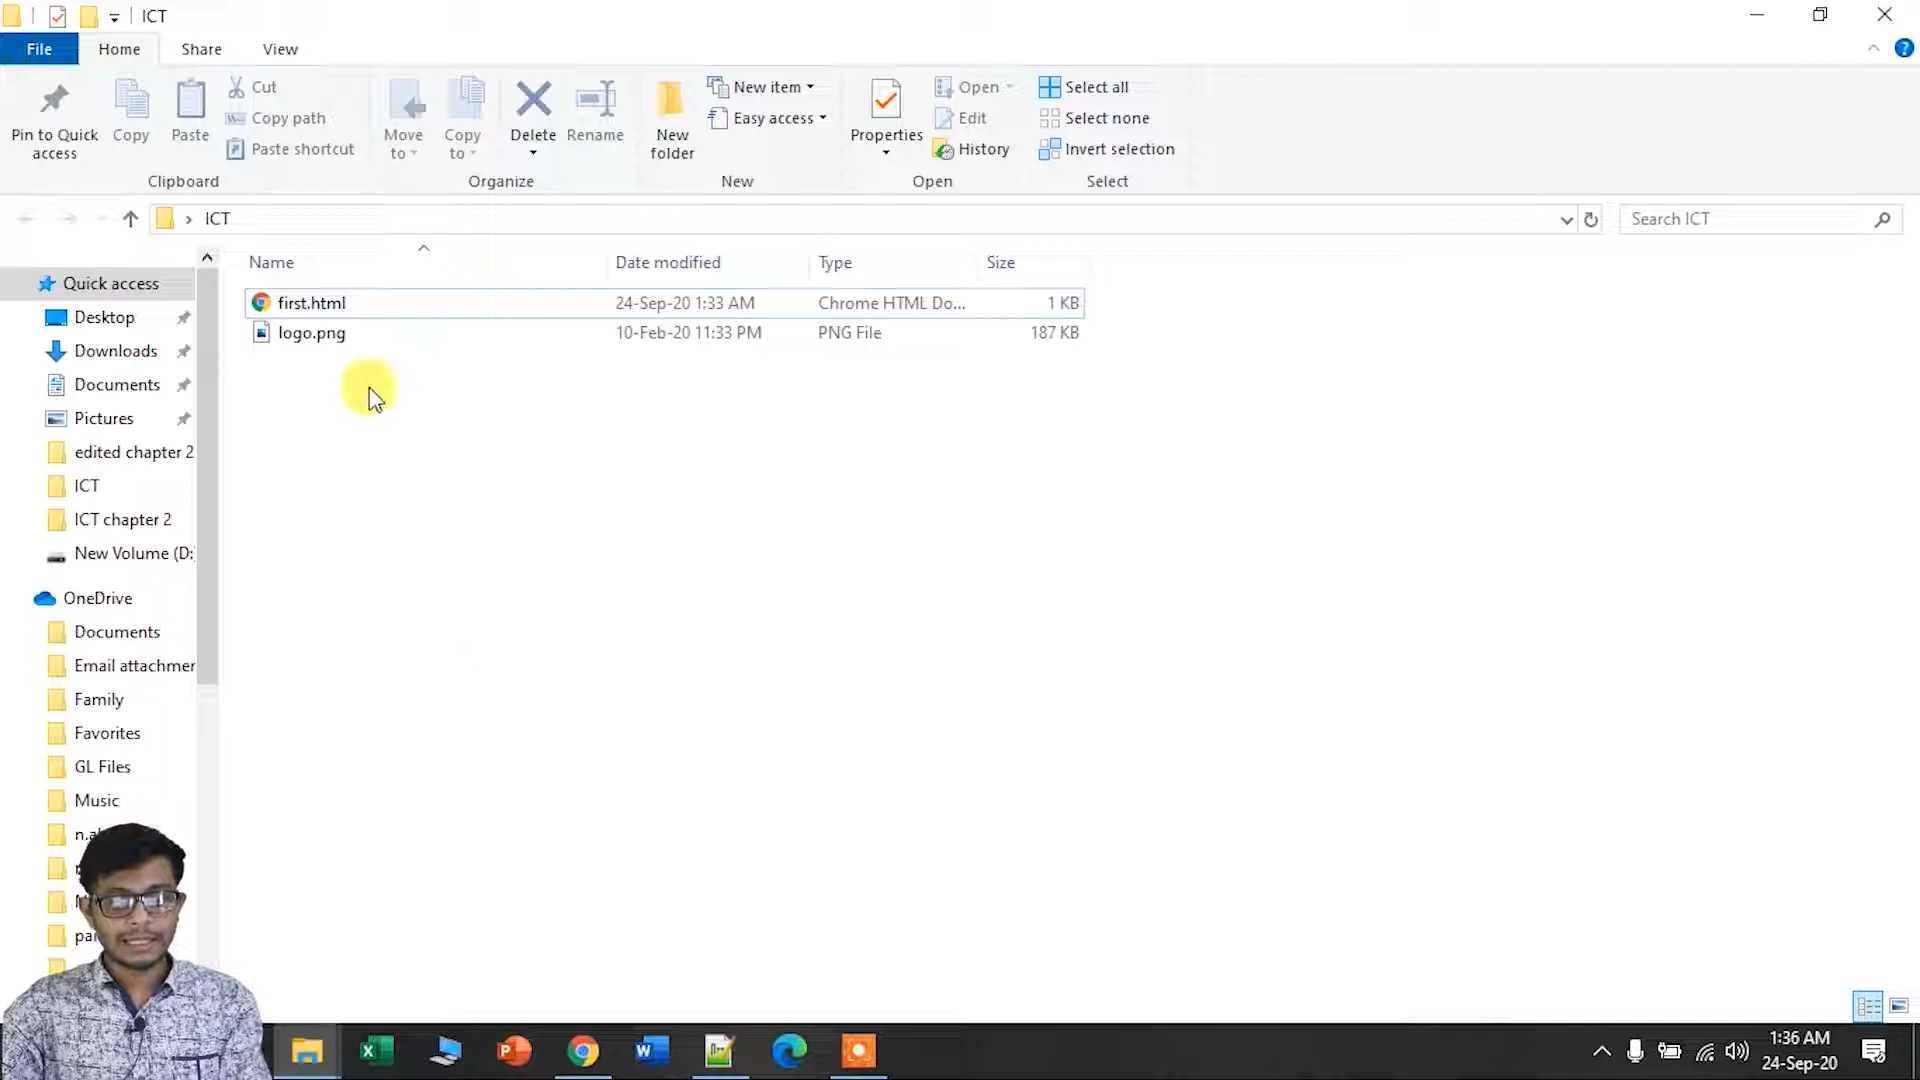 ICT
File
Home
Share
View
Pin to Quick access
Copy
Paste
Cut
Copy path
Paste shortcut
Clipboard
Move to
Copy to
Delete
Rename
Organize
New folder
New item
Easy access
New
Properties
Open
Edit
History
Open
Select all
Select none
Invert selection
Select
ICT
Search ICT
Name Date modified Type Size
first.html 24-Sep-20 1:33 AM Chrome HTML Do... 1 KB
logo.png 10-Feb-20 11:33 PM PNG File 187 KB
Quick access
Desktop
Downloads
Documents
Pictures
edited chapter 2
ICT
ICT chapter 2
New Volume (D:
OneDrive
Documents
Email attachmer
Family
Favorites
GL Files
Music
1:36 AM
24-Sep-20